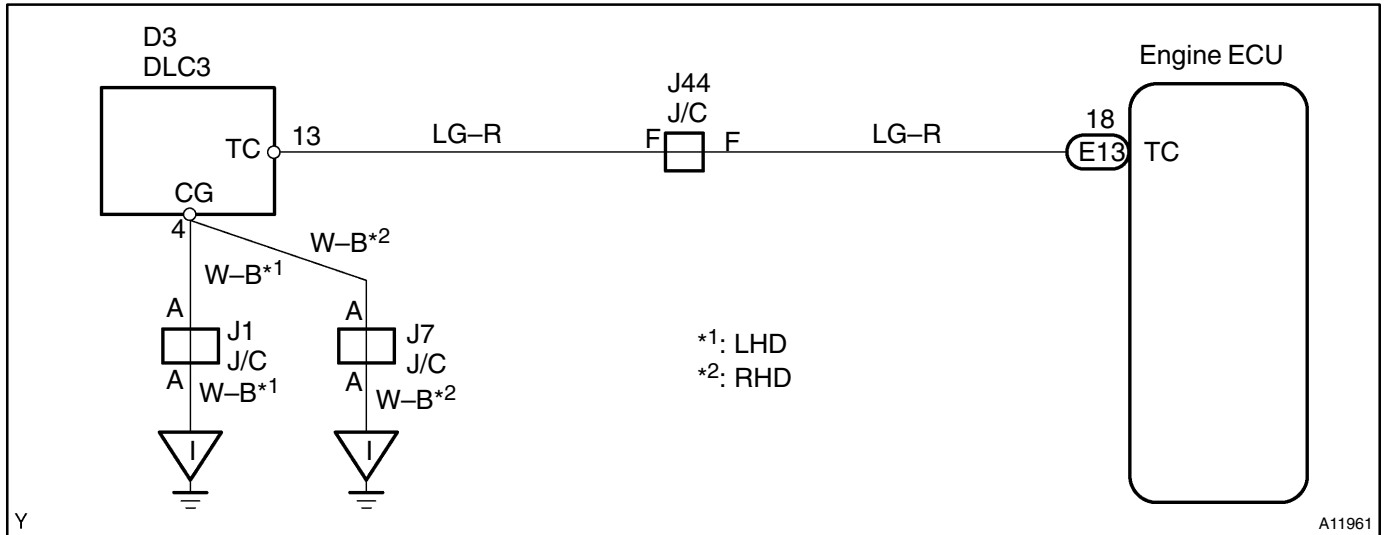 D3
DLC3
Engine ECU
J44
J/C
TC
13
LG–R
F
F
LG–R
18
E13
TC
CG
4
W–B*1
W–B*2
A
J1
J/C
A
W–B*1
A
J7
J/C
A
W–B*2
*1: LHD
*2: RHD
I
I
Y
A11961